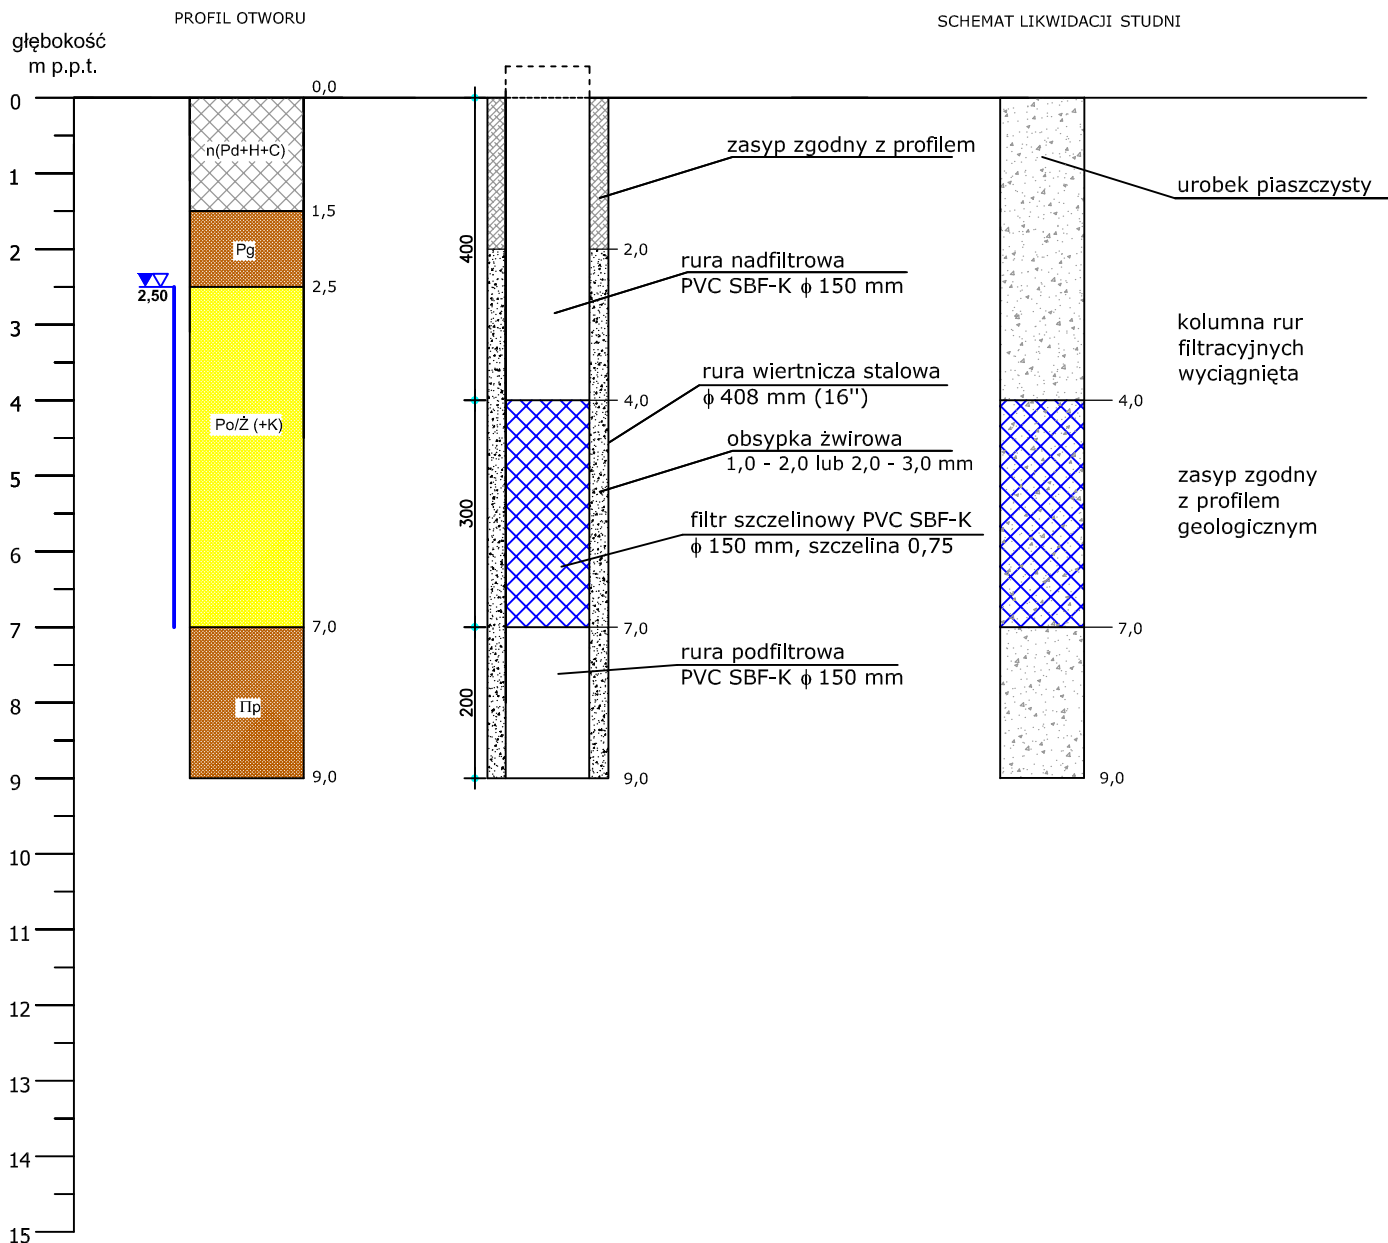 PROFIL OTWORU
SCHEMAT LIKWIDACJI STUDNI
głębokość
m p.p.t.
0
1
2
3
4
5
6
7
8
9
10
11
12
13
14
15
0,0
n(Pd+H+C)
1,5
Pg
2,5
2,50
Po/Ż (+K)
7,0
Πp
9,0
400
300
200
2,0
4,0
7,0
9,0
zasyp zgodny z profilem
rura nadfiltrowa
PVC SBF-K ϕ 150 mm
rura wiertnicza stalowa
ϕ 408 mm (16")
obsypka żwirowa
1,0 - 2,0 lub 2,0 - 3,0 mm
filtr szczelinowy PVC SBF-K
ϕ 150 mm, szczelina 0,75
rura podfiltrowa
PVC SBF-K ϕ 150 mm
urobek piaszczysty
kolumna rur
filtracyjnych
wyciągnięta
4,0
zasyp zgodny
z profilem
geologicznym
7,0
9,0